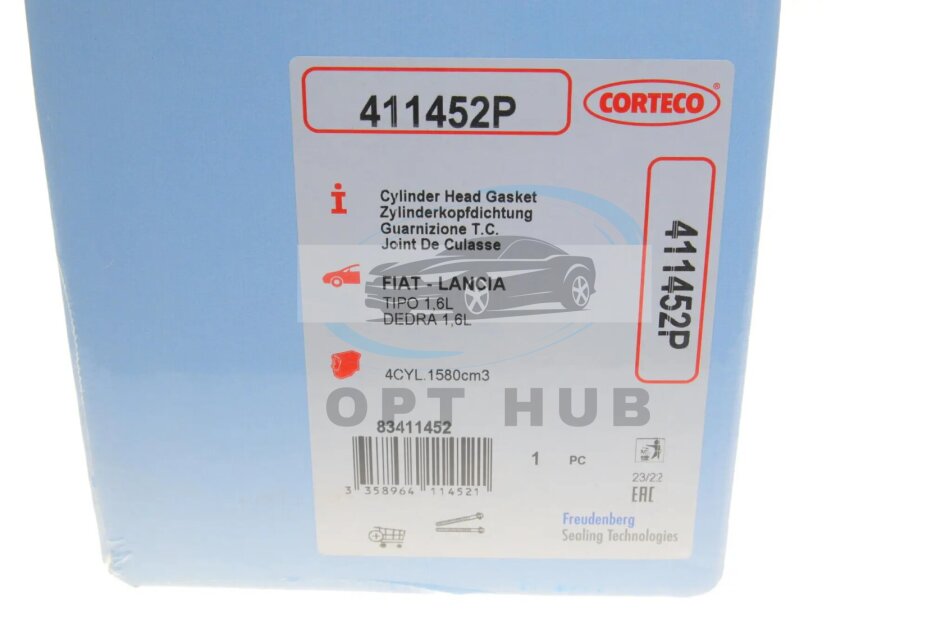 411452P
CORTECO®
411452P
i
Cylinder Head Gasket
Zylinderkopfdichtung
Guarnizione T.C.
Joint De Culasse
FIAT - LANCIA
TIPO 1,6L
DEDRA 1,6L
4CYL.1580cm3
OPT HUB
83411452
3 358964 114521
1 PC
23/22
EAC
Freudenberg
Sealing Technologies